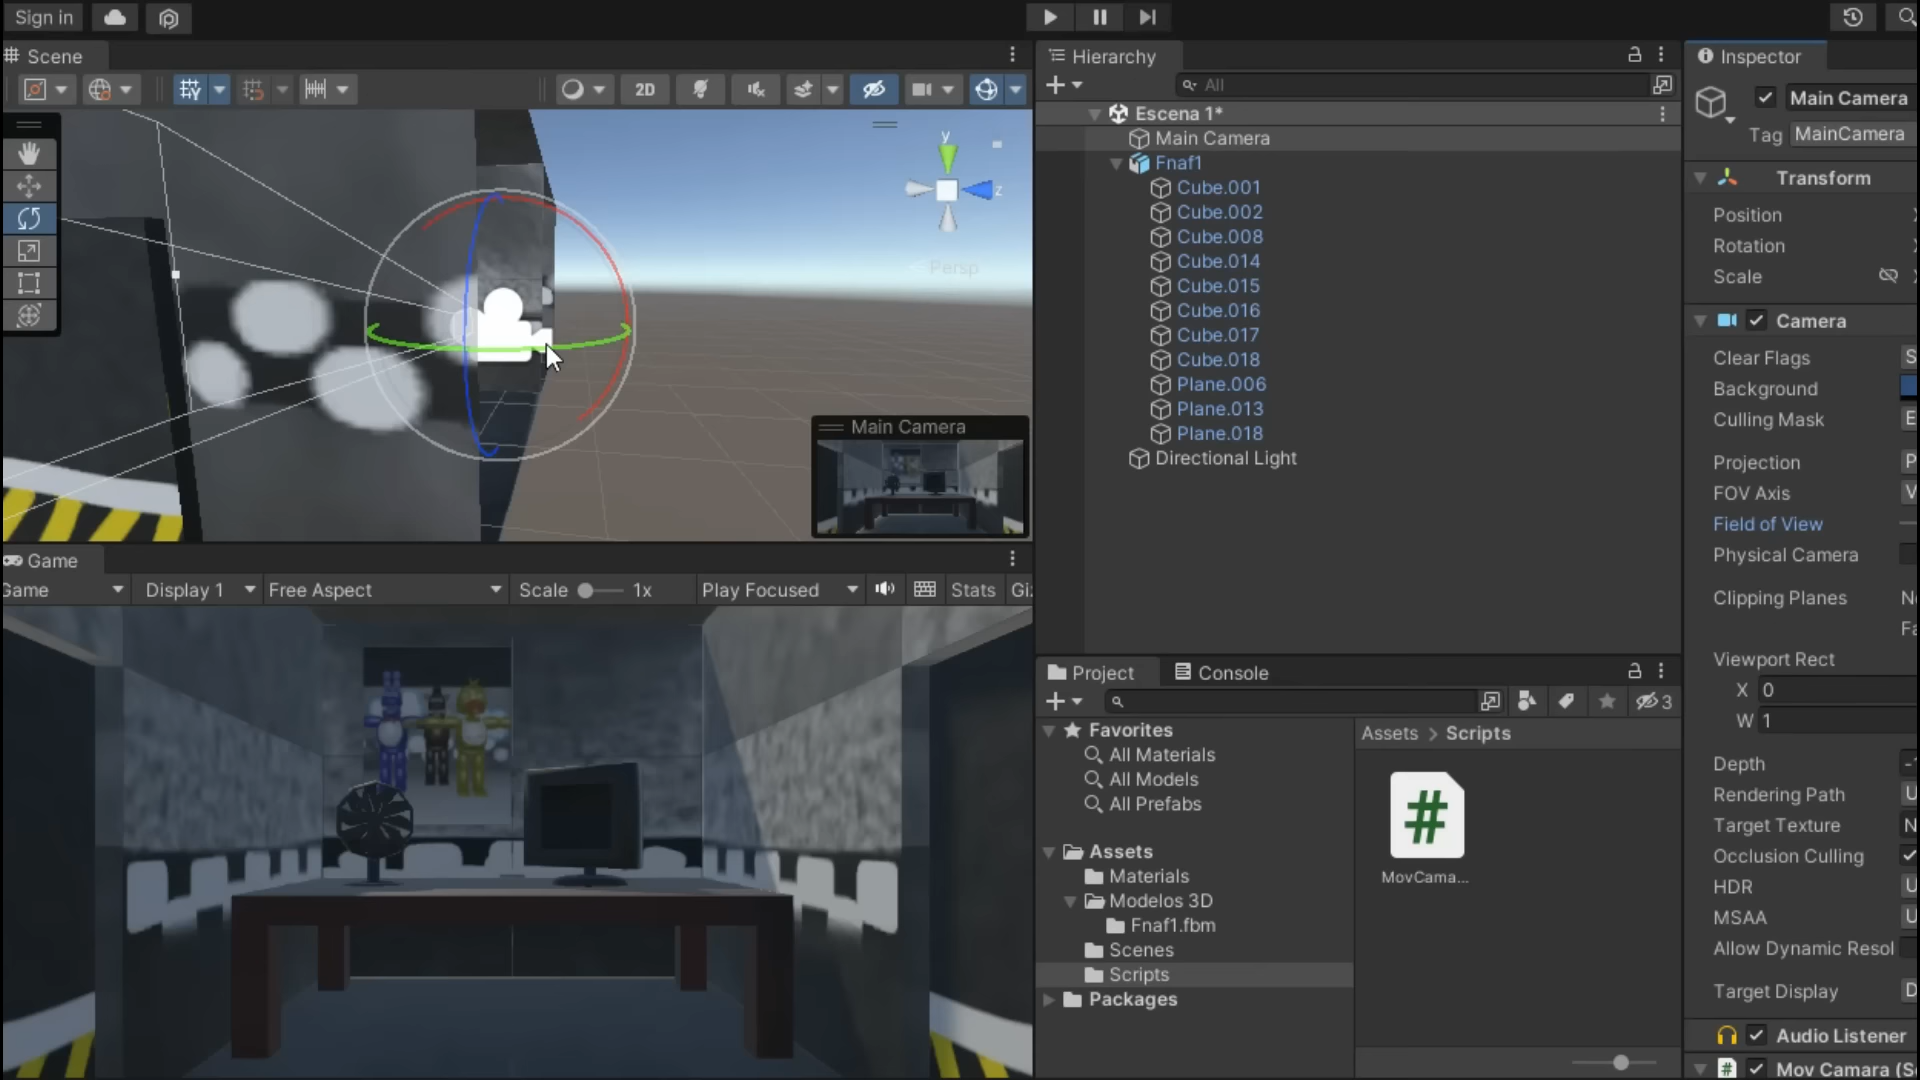 Sign in
Scene
2D
y
z
Persp
Main Camera
Game
Game
Display 1
Free Aspect
Scale
1x
Play Focused
Stats
Gi
Hierarchy
All
Escena 1*
Main Camera
Fnaf1
Cube.001
Cube.002
Cube.008
Cube.014
Cube.015
Cube.016
Cube.017
Cube.018
Plane.006
Plane.013
Plane.018
Directional Light
Project
Console
3
Favorites
All Materials
All Models
All Prefabs
Assets
Materials
Modelos 3D
Fnaf1.fbm
Scenes
Scripts
Packages
Assets > Scripts
MovCama...
Inspector
Main Camera
Tag MainCamera
Transform
Position
Rotation
Scale
Camera
Clear Flags S
Background
Culling Mask E
Projection P
FOV Axis V
Field of View
Physical Camera
Clipping Planes N
Fa
Viewport Rect
X 0
W 1
Depth -1
Rendering Path U
Target Texture N
Occlusion Culling
HDR U
MSAA U
Allow Dynamic Resol
Target Display D
Audio Listener
Mov Camara (S